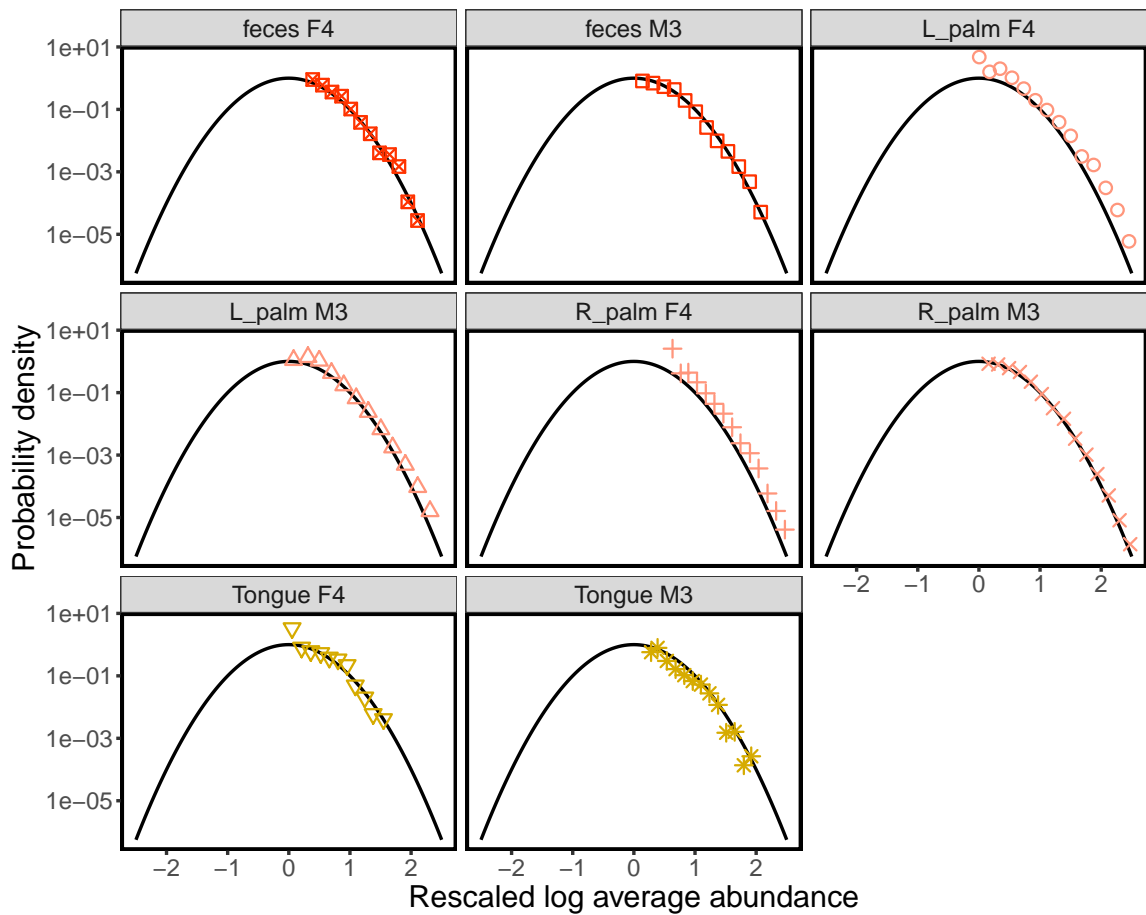 feces F4 feces M3 L_palm F4
1e+01
1e−01
1e−03
1e−05
L_palm M3 R_palm F4 R_palm M3
1e+01
1e−01
1e−03
1e−05
−2 −1 0 1 2
Tongue F4 Tongue M3
1e+01
1e−01
1e−03
1e−05
−2 −1 0 1 2 −2 −1 0 1 2
Probability density
Rescaled log average abundance